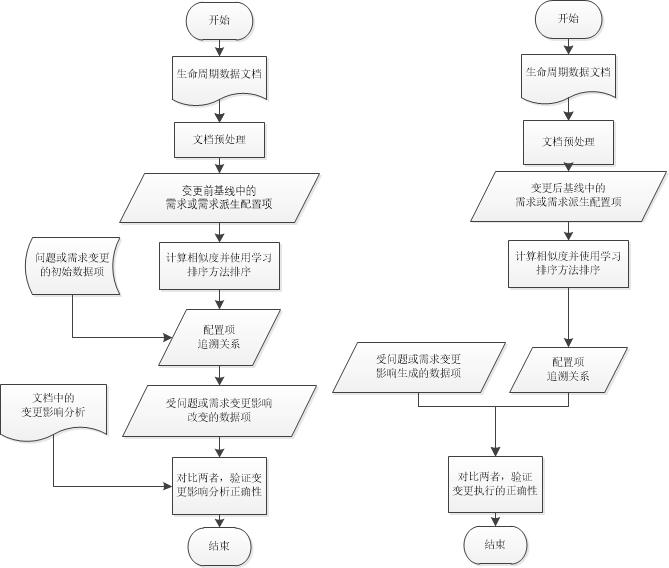 开始
生命周期数据文档
文档预处理
变更前基线中的
需求或需求派生配置项
问题或需求变更
的初始数据项
计算相似度并使用学习
排序方法排序
配置项
追溯关系
文档中的
变更影响分析
受问题或需求变更影响
改变的数据项
对比两者，验证变
更影响分析正确性
结束
开始
生命周期数据文档
文档预处理
变更后基线中的
需求或需求派生配置项
计算相似度并使用学习
排序方法排序
受问题或需求变更
影响生成的数据项
配置项
追溯关系
对比两者，验证
变更执行的正确性
结束